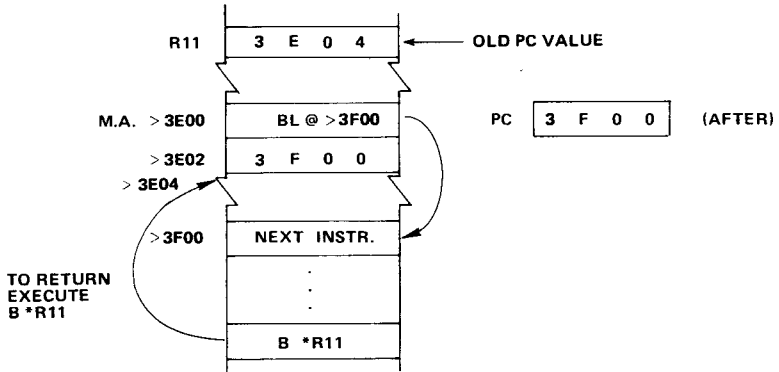 R11 3 E 0 4 OLD PC VALUE
M.A. >3E00 BL @ >3F00 PC 3 F 0 0 (AFTER)
>3E02 3 F 0 0
> 3E04
>3F00 NEXT INSTR.
.
.
.
TO RETURN
EXECUTE
B *R11
B *R11